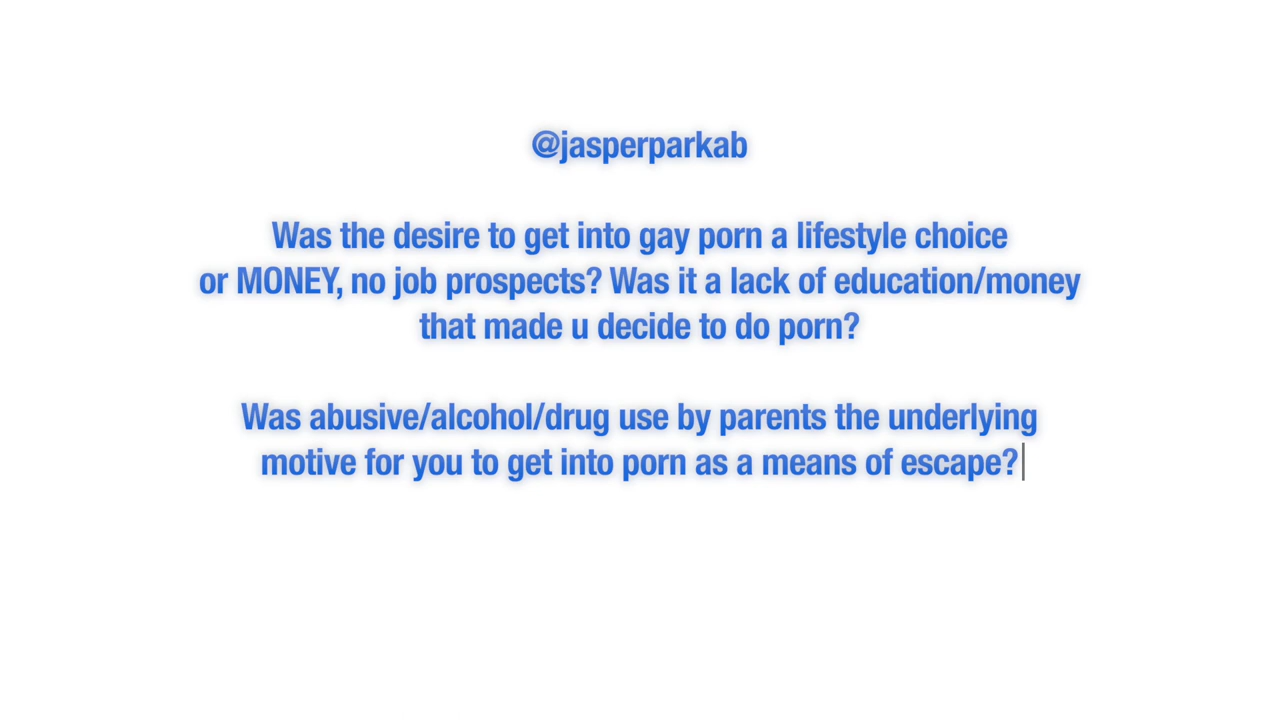 @jasperparkab
Was the desire to get into gay porn a lifestyle choice
or MONEY, no job prospects? Was it a lack of education/money
that made u decide to do porn?
Was abusive/alcohol/drug use by parents the underlying
motive for you to get into porn as a means of escape?